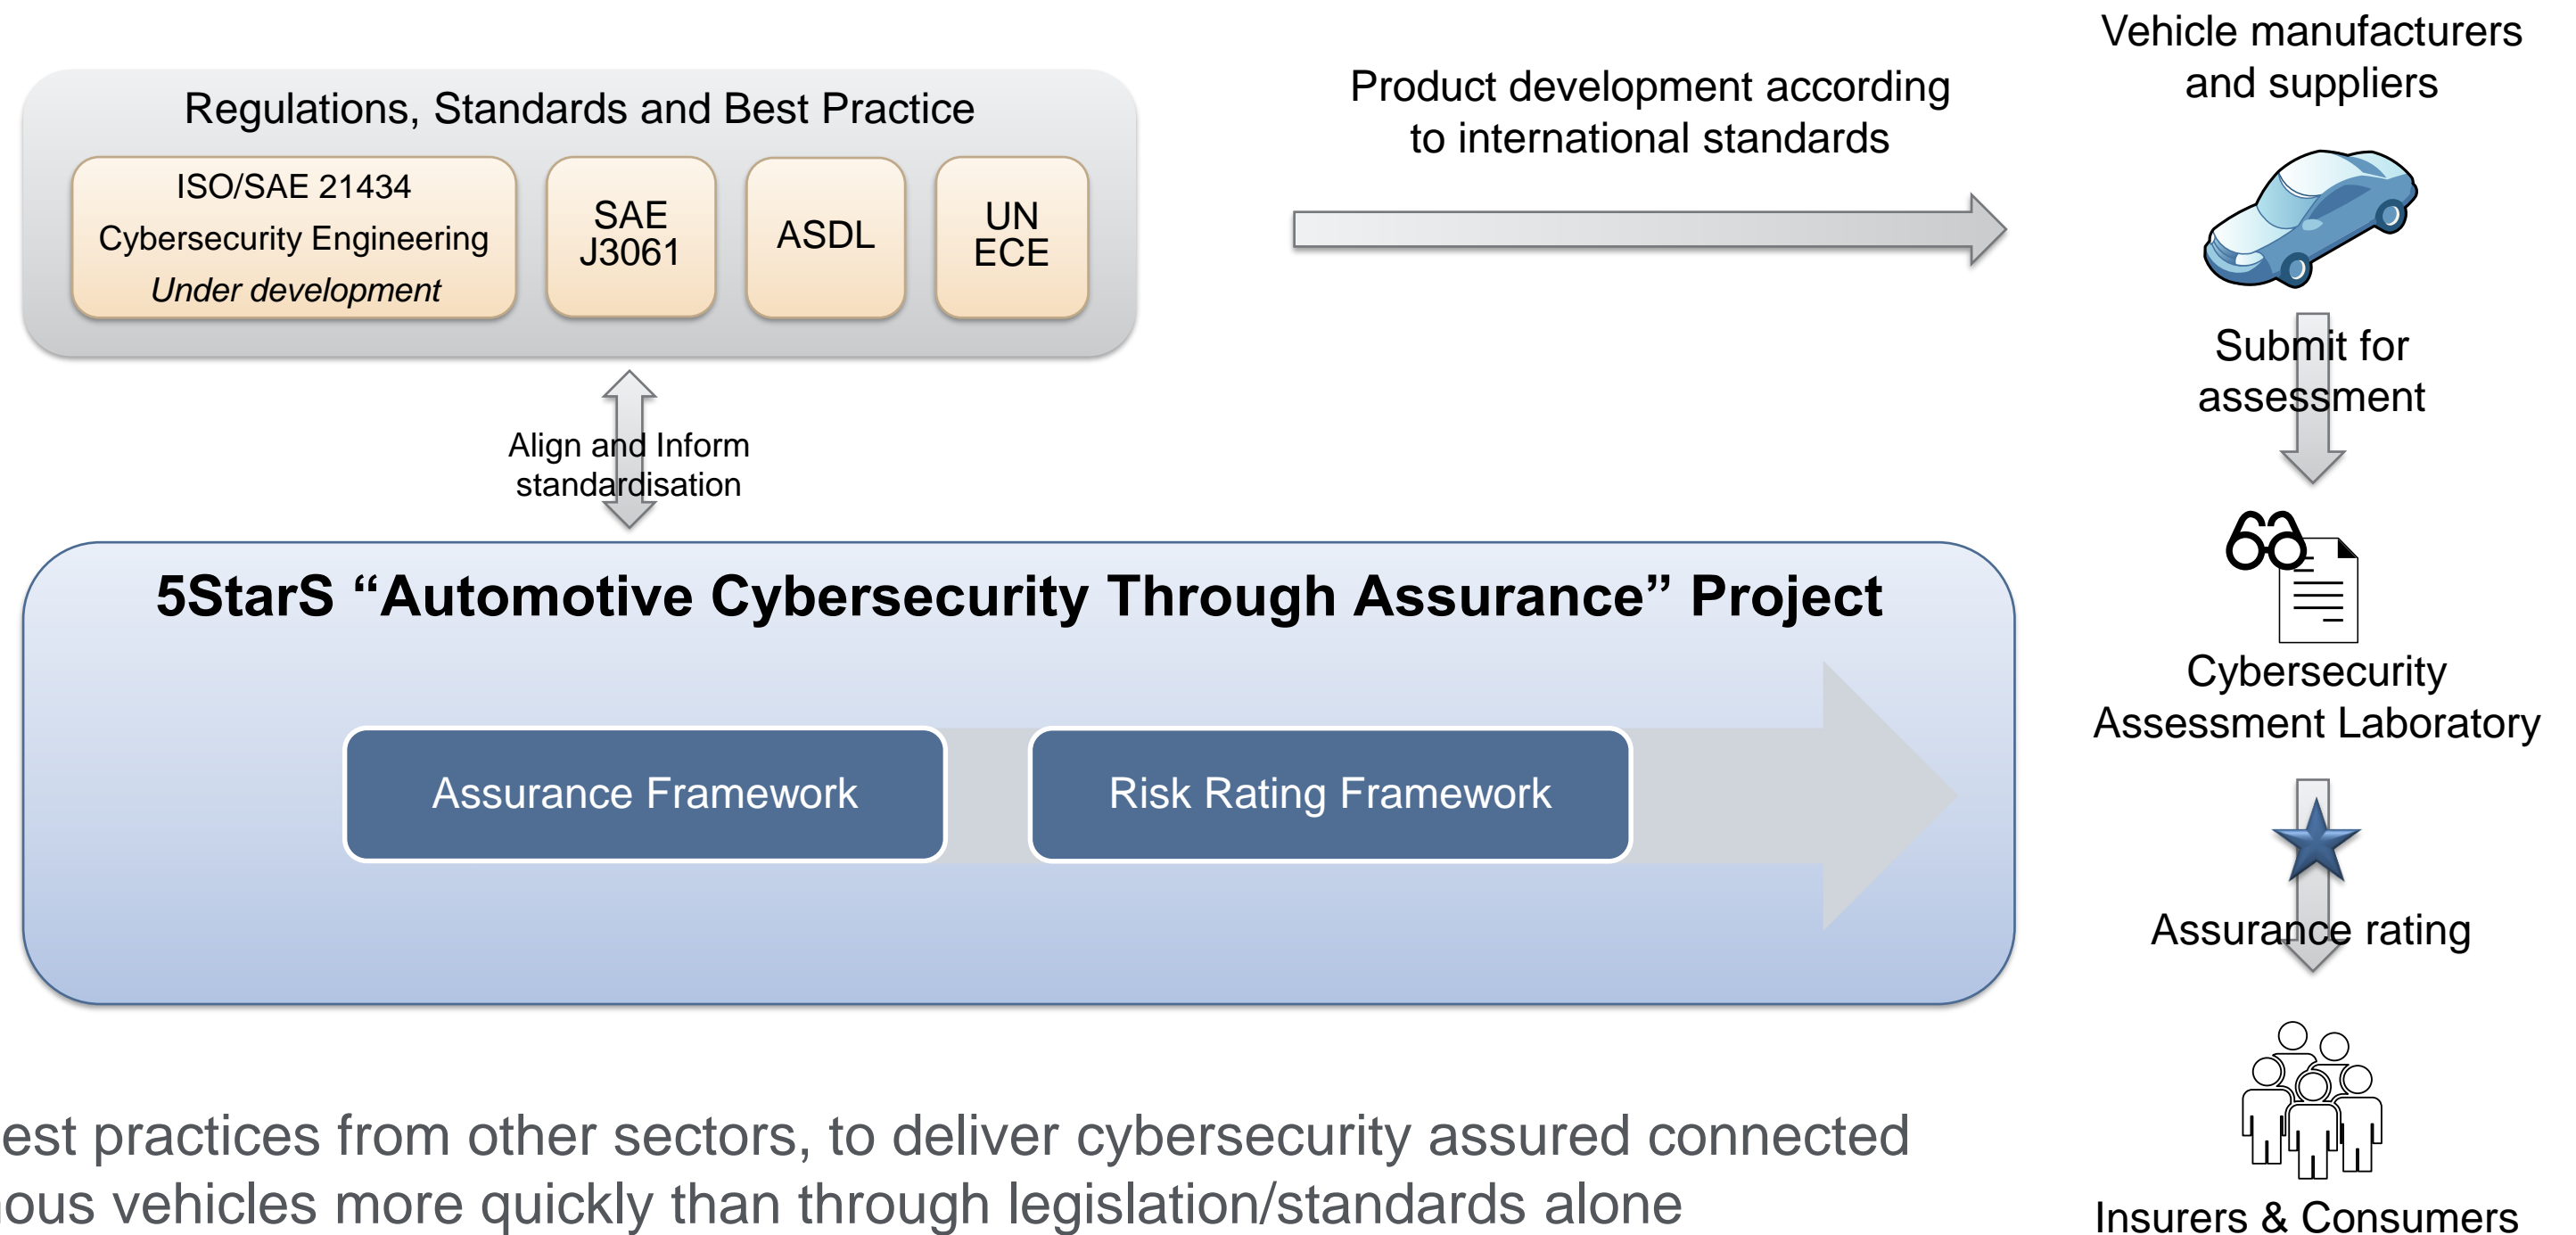 Regulations, Standards and Best Practice
ISO/SAE 21434
Cybersecurity Engineering
Under development
SAE
J3061
ASDL
UN
ECE
Product development according
to international standards
Vehicle manufacturers
and suppliers
Submit for
assessment
Align and Inform
standardisation
5StarS “Automotive Cybersecurity Through Assurance” Project
Assurance Framework
Risk Rating Framework
Cybersecurity
Assessment Laboratory
Assurance rating
Insurers & Consumers
est practices from other sectors, to deliver cybersecurity assured connected
nous vehicles more quickly than through legislation/standards alone